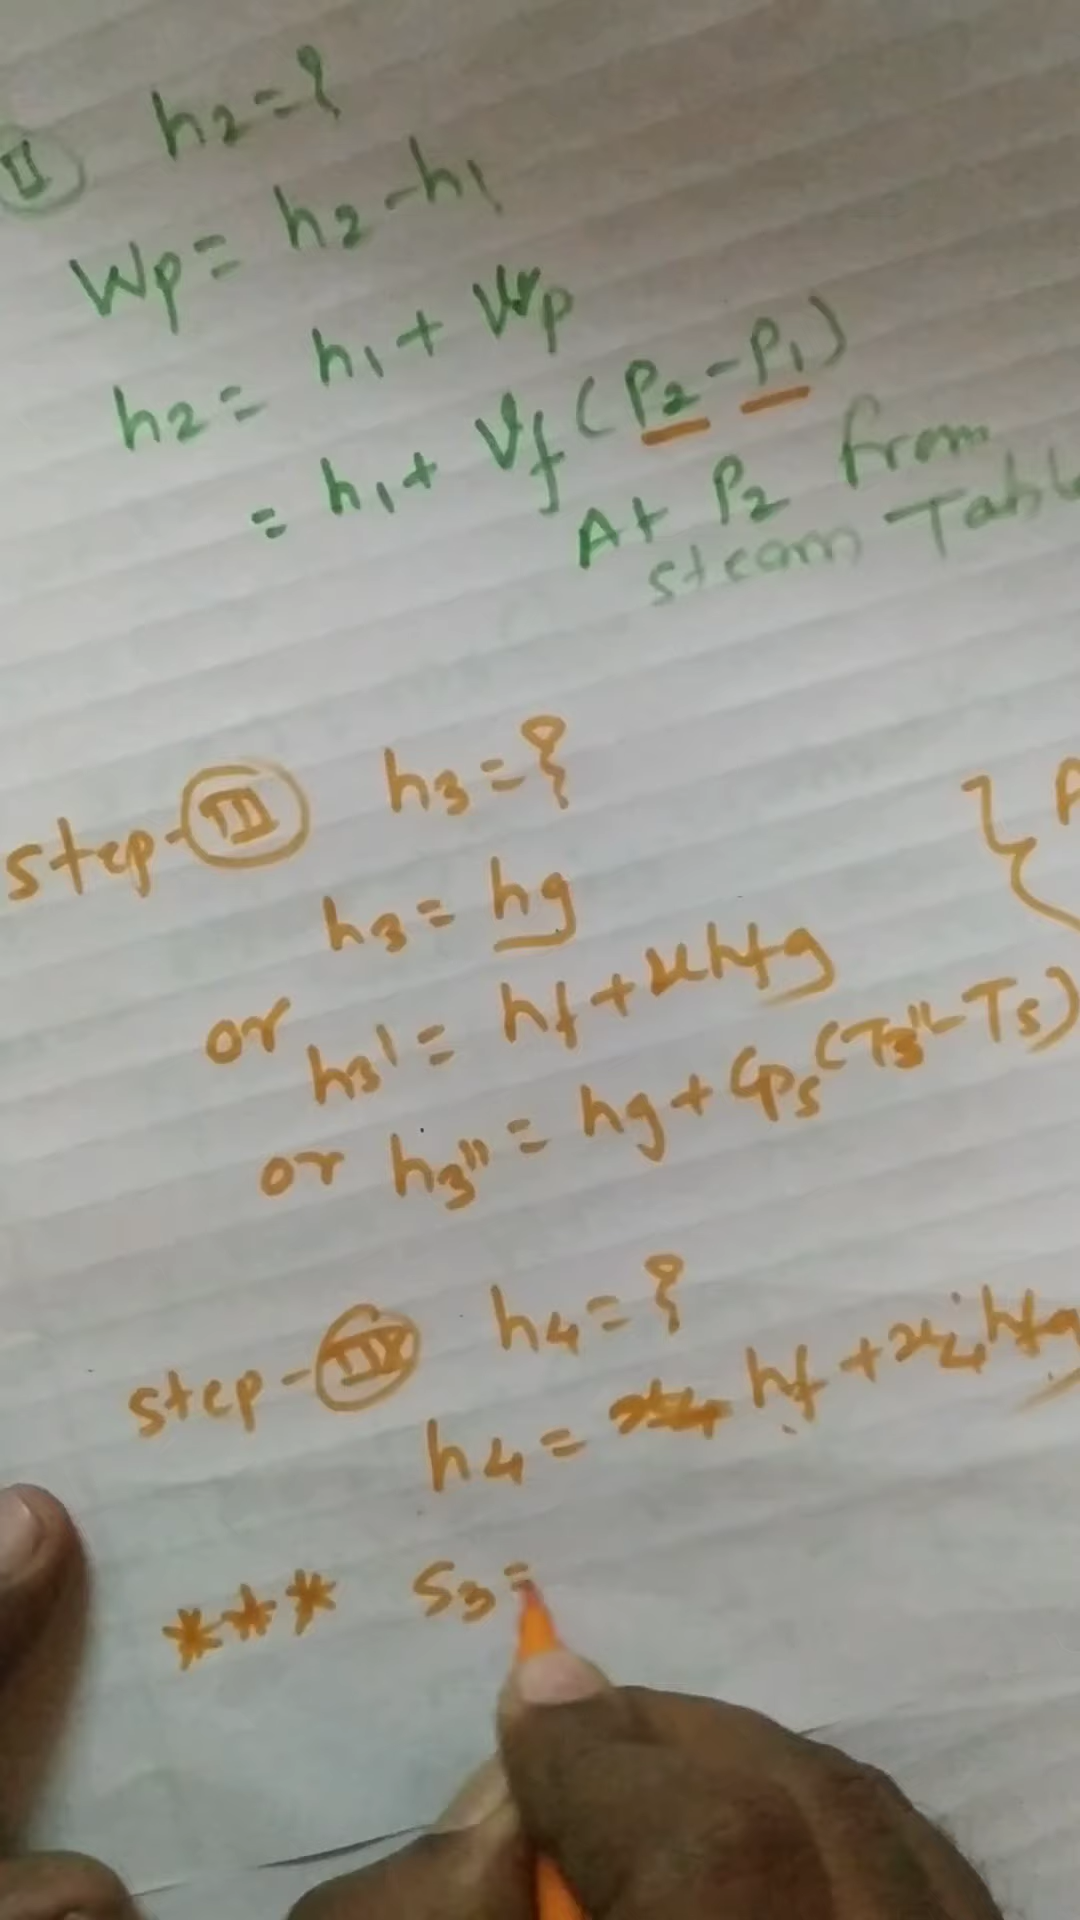 II h2 = ?
Wp = h2 - h1
h2 = h1 + Wp
= h1 + Vf (P2 - P1)
At P2 from
steam Table
step-III h3 = ?
h3 = hg
or h3' = hf + xhfg
or h3'' = hg + Cps (T3'' - Ts)
step-IV h4 = ?
h4 = hf + x4 hfg
*** S3 =